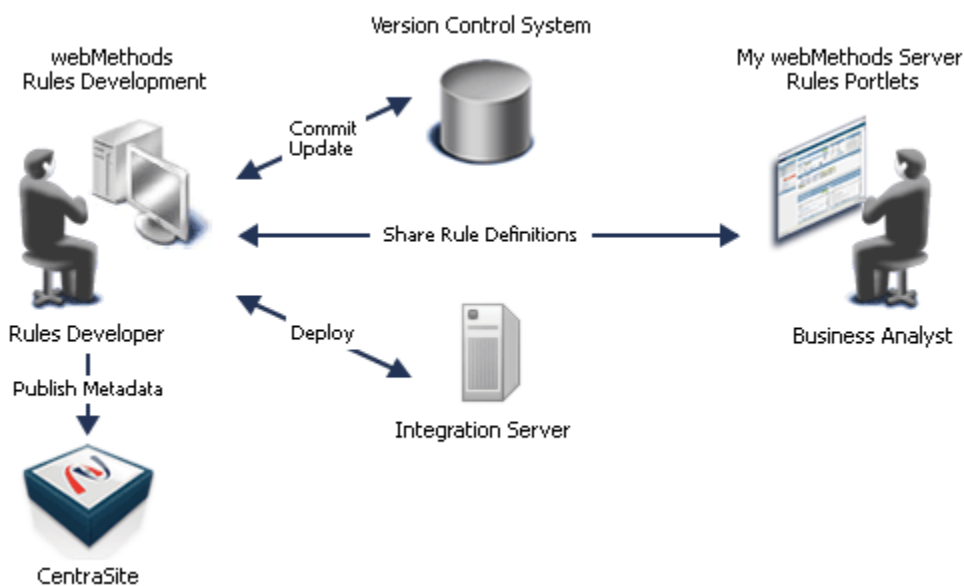 Version Control System
webMethods
Rules Development
My webMethods Server
Rules Portlets
Commit
Update
Share Rule Definitions
Rules Developer
Deploy
Business Analyst
Publish Metadata
Integration Server
CentraSite